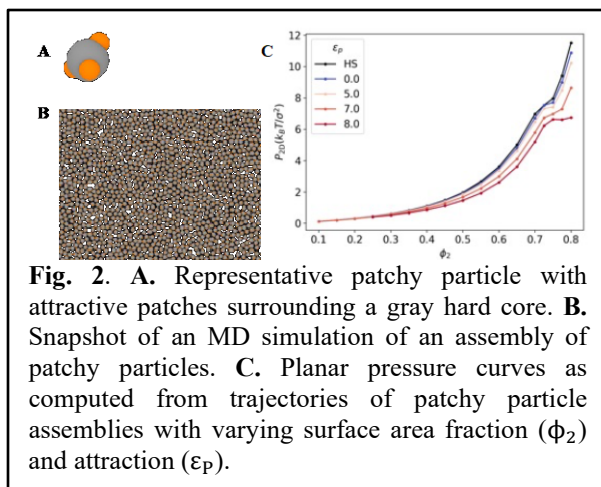 A
B
C
ε_p
HS
0.0
5.0
7.0
8.0
P_2D(k_BT/σ²)
12
10
8
6
4
2
0
0.1 0.2 0.3 0.4 0.5 0.6 0.7 0.8
ϕ₂
Fig. 2. A. Representative patchy particle with
attractive patches surrounding a gray hard core. B.
Snapshot of an MD simulation of an assembly of
patchy particles. C. Planar pressure curves as
computed from trajectories of patchy particle
assemblies with varying surface area fraction (ϕ₂)
and attraction (ε_P).